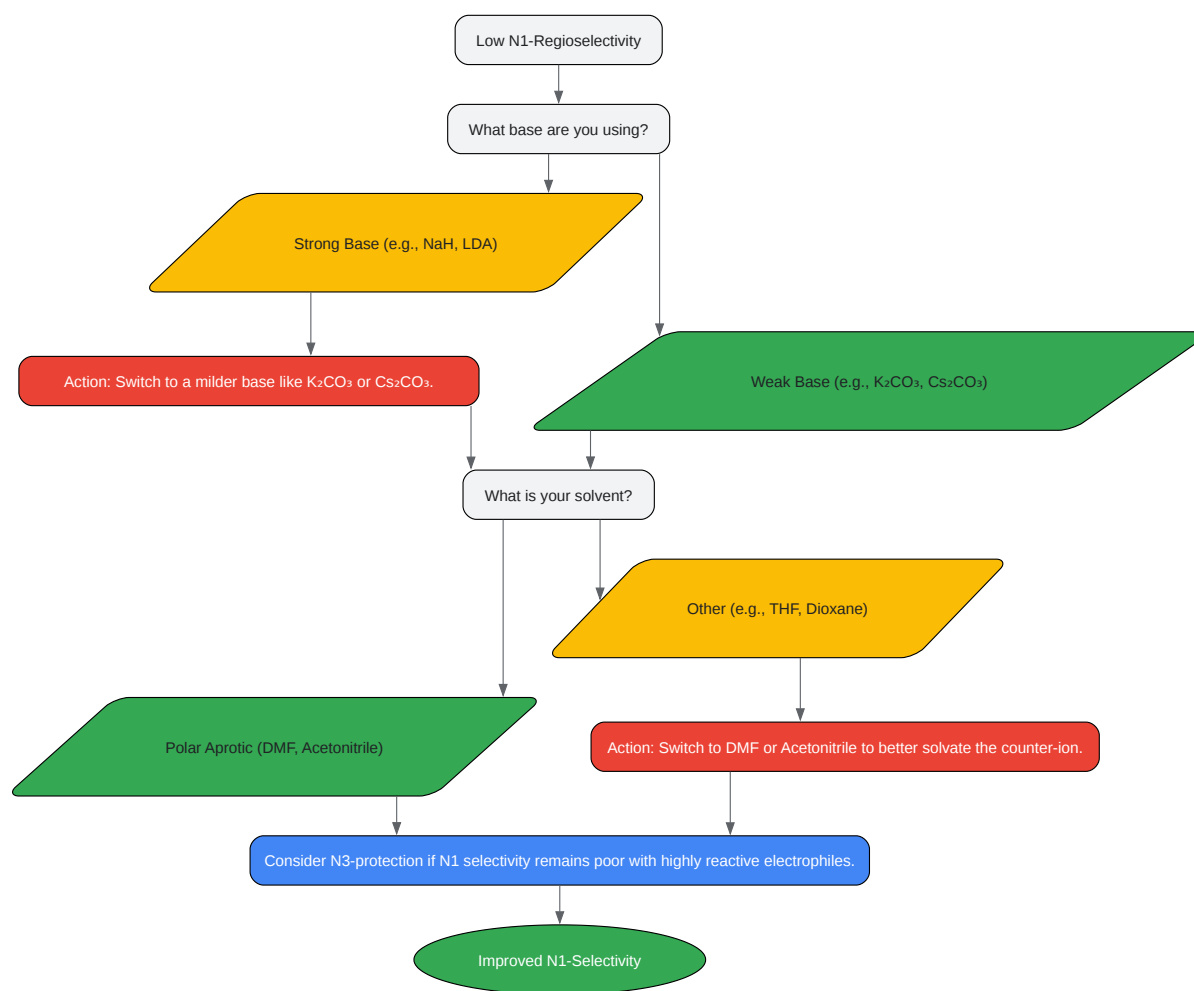 Low N1-Regioselectivity
What base are you using?
Strong Base (e.g., NaH, LDA)
Action: Switch to a milder base like K₂CO₃ or Cs₂CO₃.
Weak Base (e.g., K₂CO₃, Cs₂CO₃)
What is your solvent?
Other (e.g., THF, Dioxane)
Polar Aprotic (DMF, Acetonitrile)
Action: Switch to DMF or Acetonitrile to better solvate the counter-ion.
Consider N3-protection if N1 selectivity remains poor with highly reactive electrophiles.
Improved N1-Selectivity